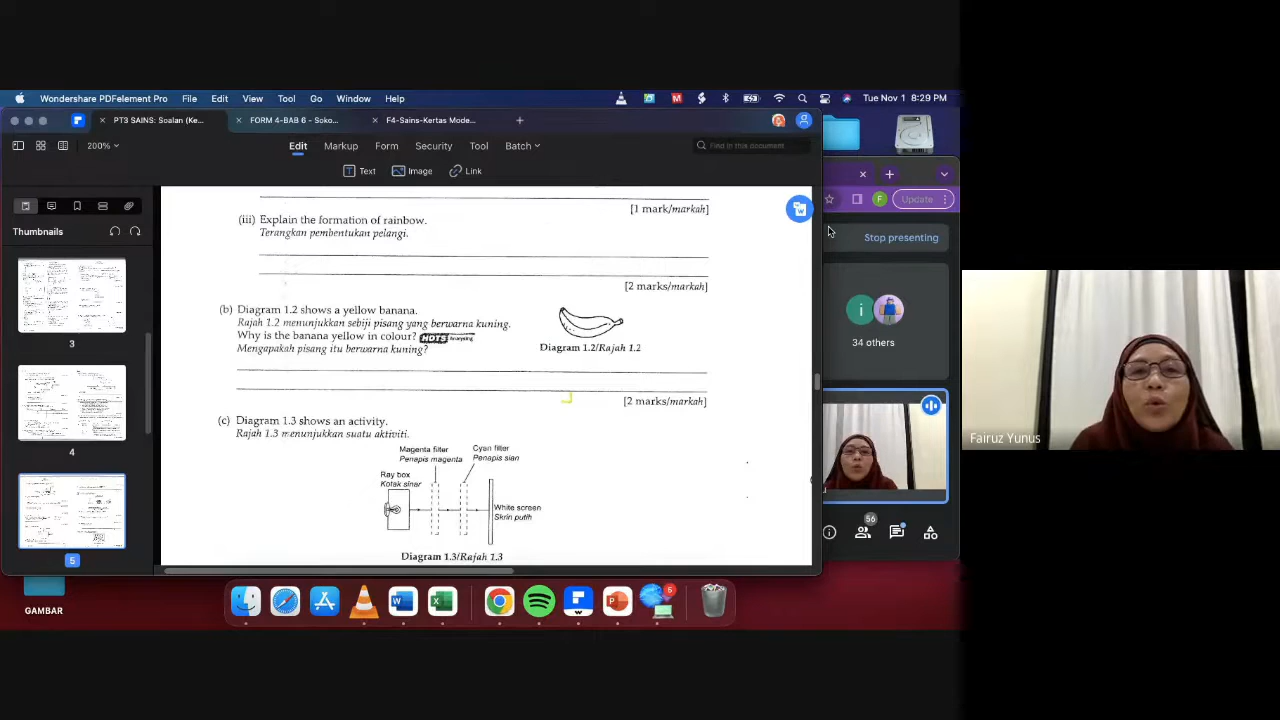 Wondershare PDFelement Pro File Edit View Tool Go Window Help Tue Nov 1 8:29 PM
PT3 SAINS: Soalan (Ke... FORM 4-BAB 6 - Soko... F4-Sains-Kertas Mode...
200% Edit Markup Form Security Tool Batch Find in this document
Text Image Link
Update
Thumbnails
3
4
5
[1 mark/markah]
(iii) Explain the formation of rainbow.
Terangkan pembentukan pelangi.
[2 marks/markah]
(b) Diagram 1.2 shows a yellow banana.
Rajah 1.2 menunjukkan sebiji pisang yang berwarna kuning.
Why is the banana yellow in colour? HOTS Analysing
Mengapakah pisang itu berwarna kuning?
Diagram 1.2/Rajah 1.2
[2 marks/markah]
(c) Diagram 1.3 shows an activity.
Rajah 1.3 menunjukkan suatu aktiviti.
Magenta filter
Penapis magenta
Cyan filter
Penapis sian
Ray box
Kotak sinar
White screen
Skrin putih
Diagram 1.3/Rajah 1.3
F
Stop presenting
i
34 others
56
Fairuz Yunus
GAMBAR
W
X
P
5